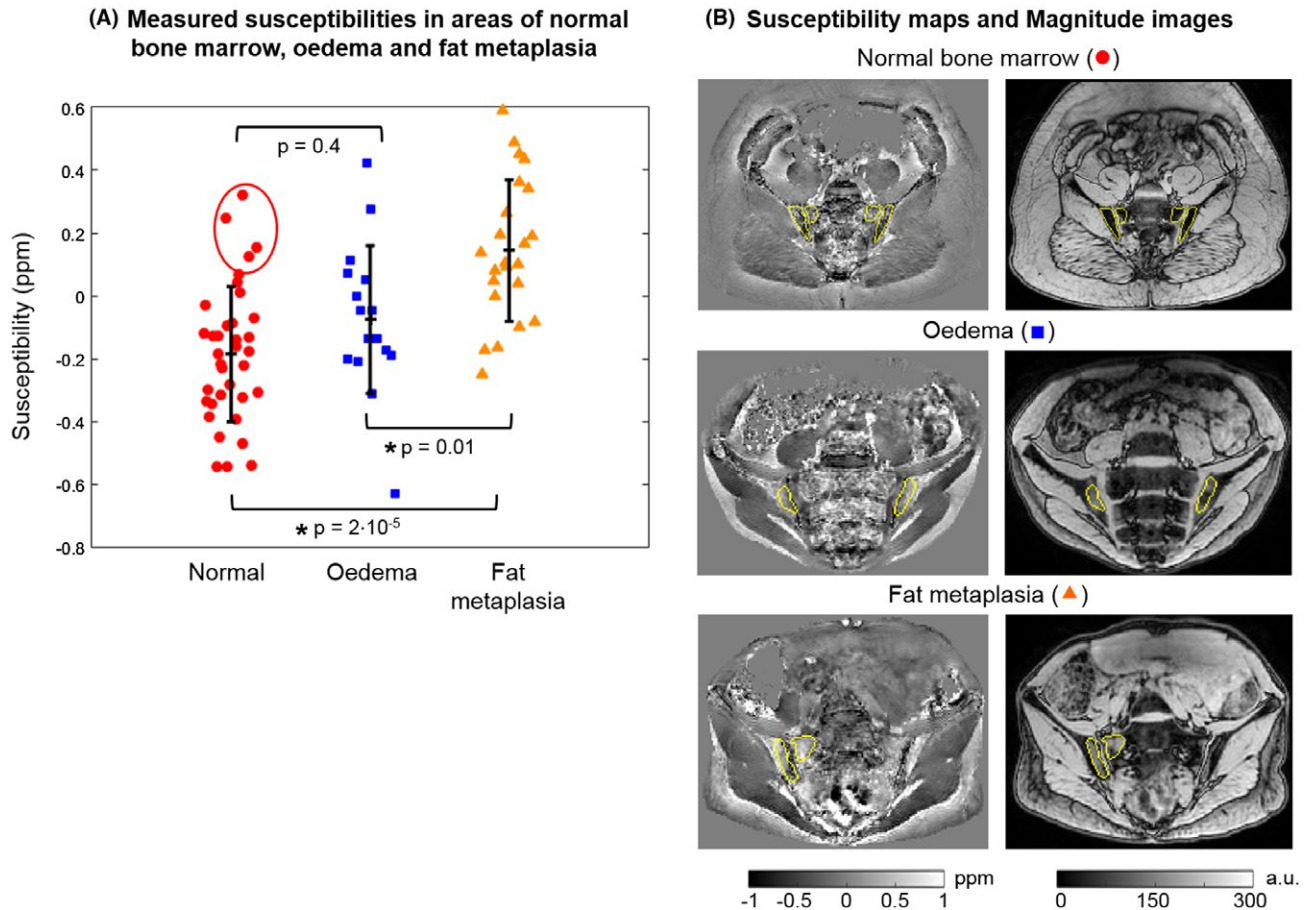 (A) Measured susceptibilities in areas of normal
bone marrow, oedema and fat metaplasia
0.6
0.4
0.2
0
-0.2
-0.4
-0.6
-0.8
Susceptibility (ppm)
p = 0.4
* p = 0.01
* p = 2·10-5
Normal
Oedema
Fat
metaplasia
(B) Susceptibility maps and Magnitude images
Normal bone marrow (●)
Oedema (■)
Fat metaplasia (▲)
ppm
-1 -0.5 0 0.5 1
a.u.
0 150 300